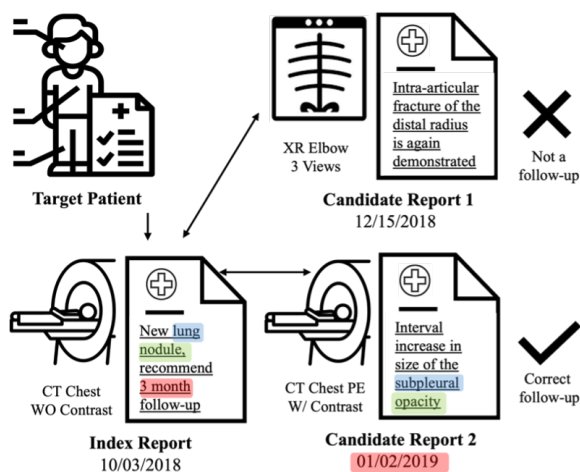 Target Patient
XR Elbow
3 Views
Intra-articular
fracture of the
distal radius
is again
demonstrated
Not a
follow-up
Candidate Report 1
12/15/2018
CT Chest
WO Contrast
New lung
nodule,
recommend
3 month
follow-up
Index Report
10/03/2018
CT Chest PE
W/ Contrast
Interval
increase in
size of the
subpleural
opacity
Correct
follow-up
Candidate Report 2
01/02/2019